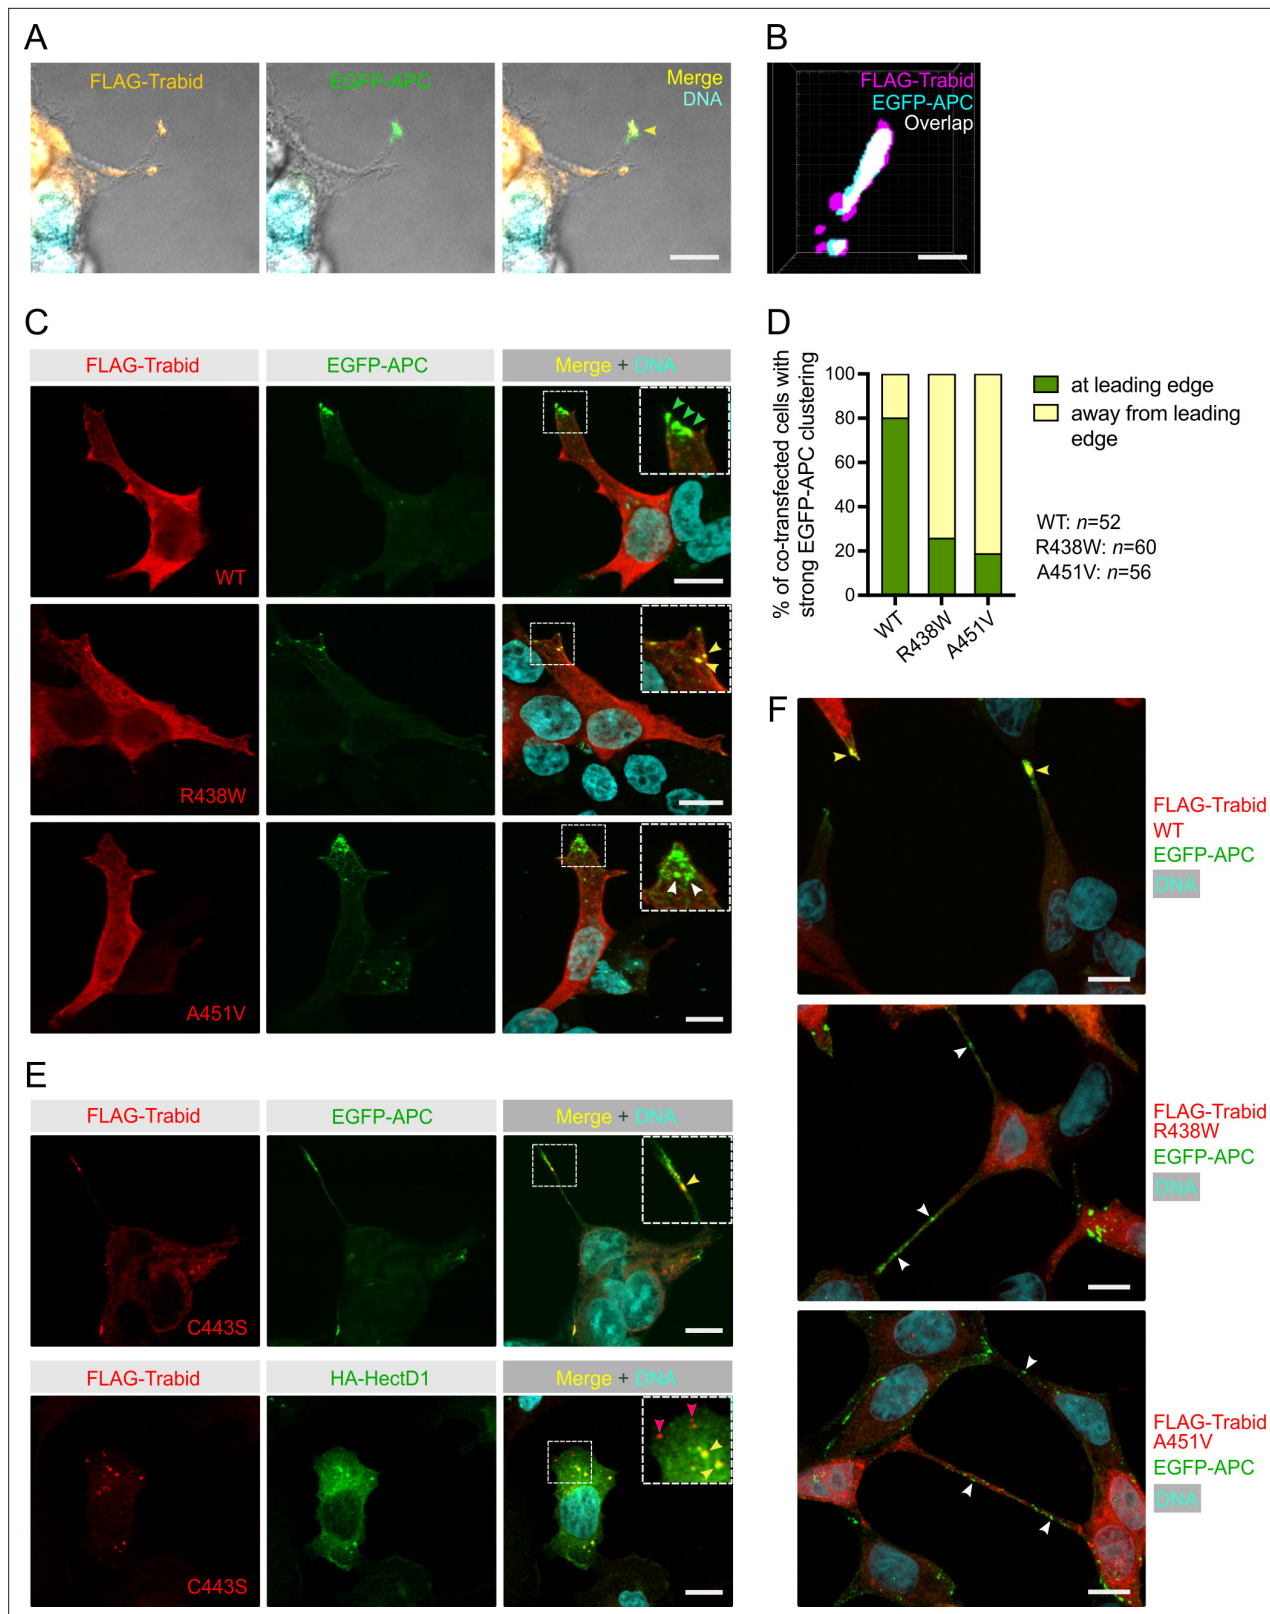 A
FLAG-Trabid
EGFP-APC
Merge
DNA
B
FLAG-Trabid
EGFP-APC
Overlap
C
FLAG-Trabid
EGFP-APC
Merge + DNA
WT
R438W
A451V
D
% of co-transfected cells with
strong EGFP-APC clustering
100
80
60
40
20
0
WT
R438W
A451V
at leading edge
away from leading
edge
WT: n=52
R438W: n=60
A451V: n=56
E
FLAG-Trabid
EGFP-APC
Merge + DNA
C443S
FLAG-Trabid
HA-HectD1
Merge + DNA
C443S
F
FLAG-Trabid
WT
EGFP-APC
DNA
FLAG-Trabid
R438W
EGFP-APC
DNA
FLAG-Trabid
A451V
EGFP-APC
DNA